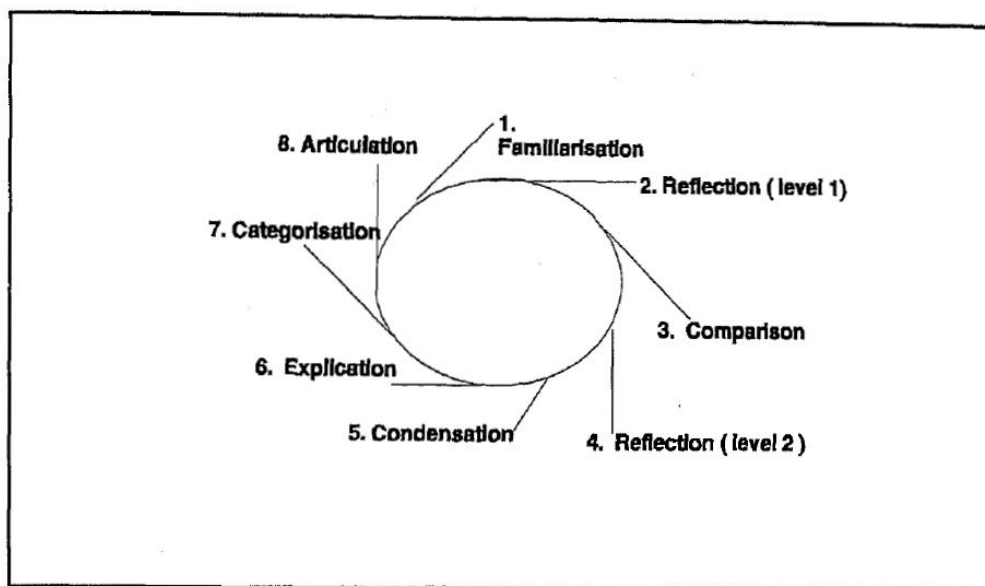 1.
Familiarisation
2. Reflection ( level 1)
3. Comparison
4. Reflection ( level 2 )
5. Condensation
6. Explication
7. Categorisation
8. Articulation